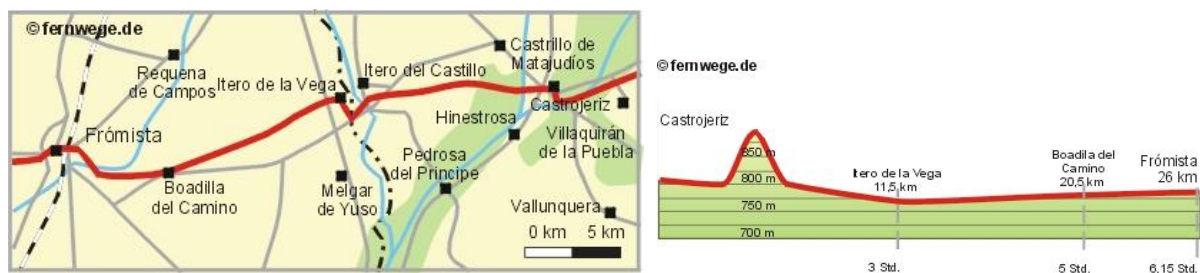 ©fernwege.de
Requena
de Campos
Itero de la Vega
Itero del Castillo
Castrillo de
Matajudíos
Castrojeriz
Hinestrosa
Villaquirán
de la Puebla
Frómista
Pedrosa
del Principe
Boadilla
del Camino
Melgar
de Yuso
Vallunquera
0 km 5 km
©fernwege.de
Castrojeriz
850 m
800 m
750 m
700 m
Itero de la Vega
11,5 km
Boadilla del
Camino
20,5 km
Frómista
26 km
3 Std.
5 Std.
6.15 Std.